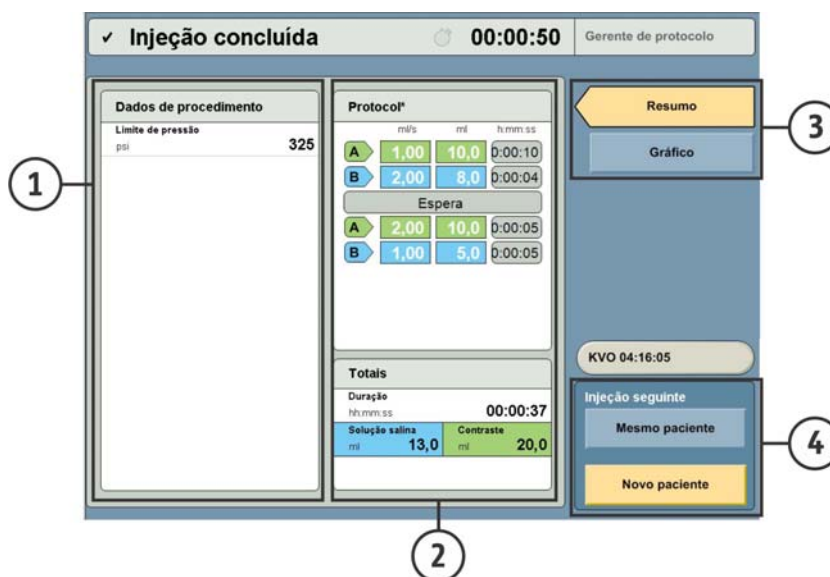 ✓ Injeção concluída 00:00:50 Gerente de protocolo
Dados de procedimento
Limite de pressão
psi 325
Protocolª
ml/s ml h:mm:ss
A 1,00 10,0 0:00:10
B 2,00 8,0 0:00:04
Espera
A 2,00 10,0 0:00:05
B 1,00 5,0 0:00:05
Totais
Duração
hh:mm:ss 00:00:37
Solução salina Contraste
ml 13,0 ml 20,0
Resumo
Gráfico
KVO 04:16:05
Injeção seguinte
Mesmo paciente
Novo paciente
1
2
3
4